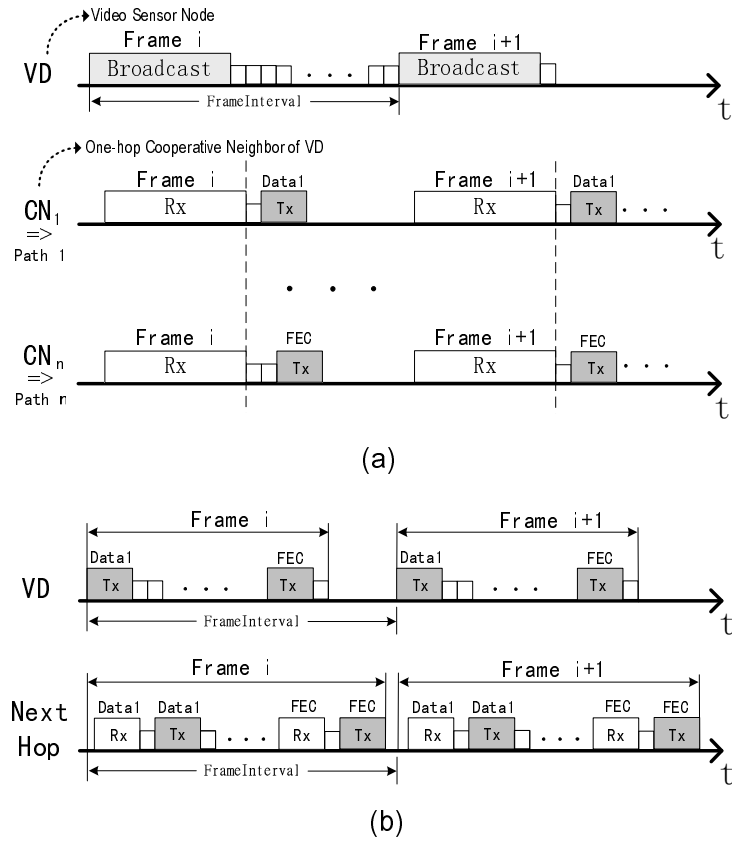 Video Sensor Node
Frame i
Frame i+1
VD
Broadcast
. . .
Broadcast
FrameInterval
t
One-hop Cooperative Neighbor of VD
Frame i
Data1
Frame i+1
Data1
CN1
Rx
Tx
Rx
Tx
. . .
=>
Path 1
t
. . .
Frame i
FEC
Frame i+1
FEC
CNn
Rx
Tx
Rx
Tx
. . .
=>
Path n
t
(a)
Frame i
Frame i+1
Data1
FEC
Data1
FEC
VD
Tx
. . .
Tx
Tx
. . .
Tx
FrameInterval
t
Frame i
Frame i+1
Data1
Data1
FEC
FEC
Data1
Data1
FEC
FEC
Next
Hop
Rx
Tx
. . .
Rx
Tx
Rx
Tx
. . .
Rx
Tx
FrameInterval
t
(b)